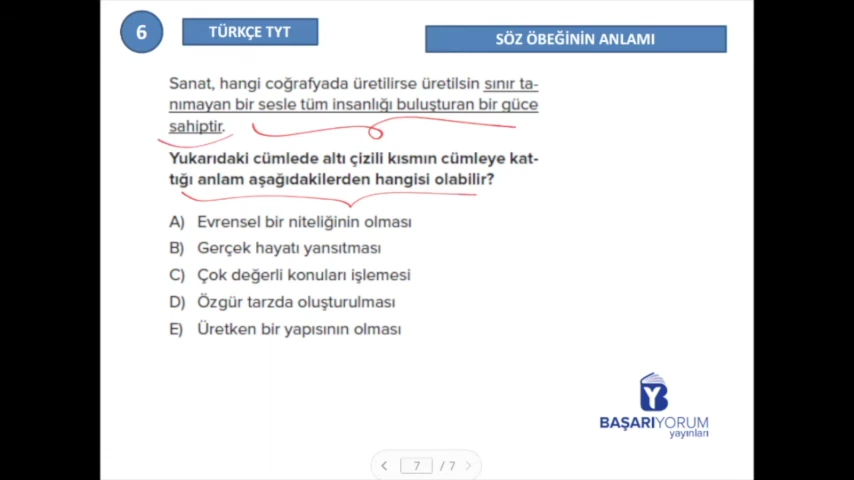 6
TÜRKÇE TYT
SÖZ ÖBEĞİNİN ANLAMI
Sanat, hangi coğrafyada üretilirse üretilsin sınır ta-
nımayan bir sesle tüm insanlığı buluşturan bir güce
sahiptir.
Yukarıdaki cümlede altı çizili kısmın cümleye kat-
tığı anlam aşağıdakilerden hangisi olabilir?
A) Evrensel bir niteliğinin olması
B) Gerçek hayatı yansıtması
C) Çok değerli konuları işlemesi
D) Özgür tarzda oluşturulması
E) Üretken bir yapısının olması
BAŞARIYORUM
yayınları
7 / 7